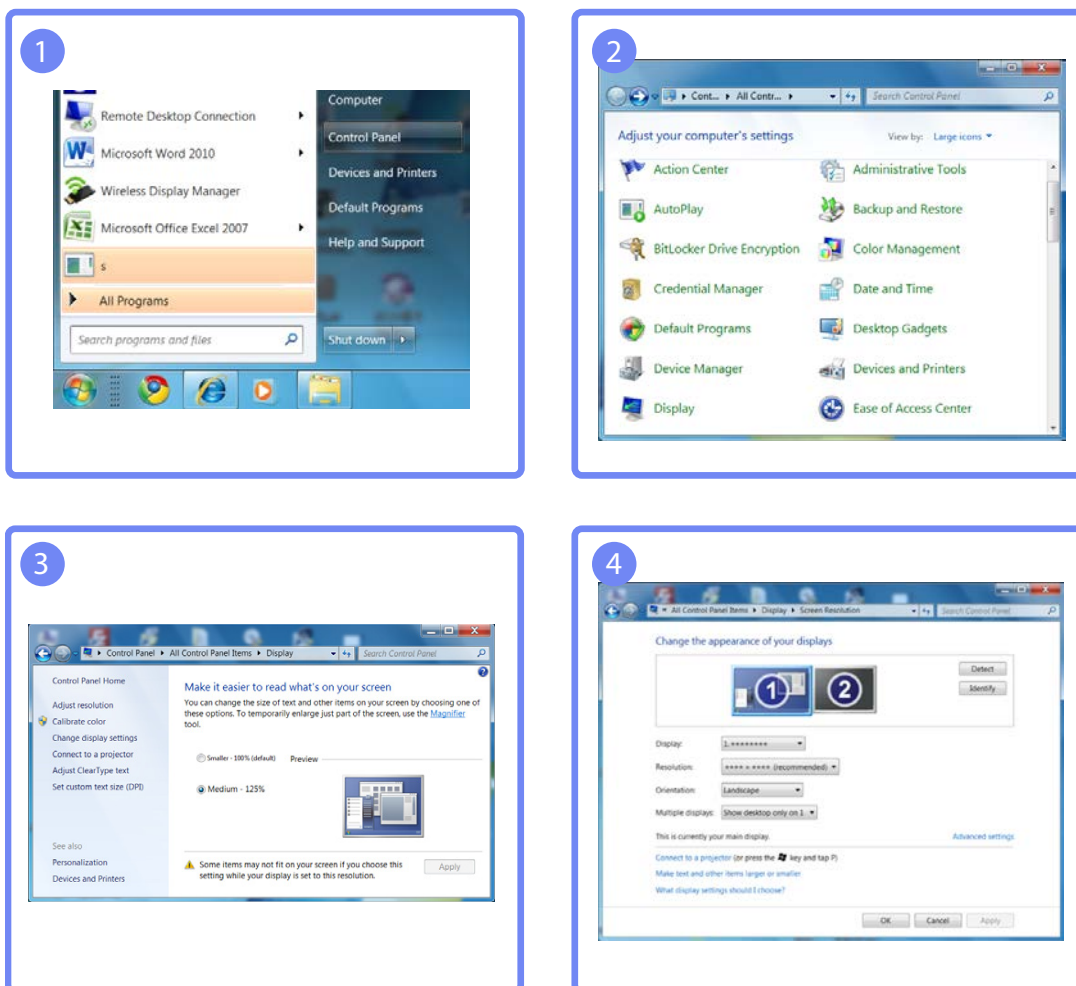 1
Remote Desktop Connection
Microsoft Word 2010
Wireless Display Manager
Microsoft Office Excel 2007
s
All Programs
Search programs and files
Computer
Control Panel
Devices and Printers
Default Programs
Help and Support
Shut down
2
Cont... All Contr...
Search Control Panel
Adjust your computer's settings
View by: Large icons
Action Center
Administrative Tools
AutoPlay
Backup and Restore
BitLocker Drive Encryption
Color Management
Credential Manager
Date and Time
Default Programs
Desktop Gadgets
Device Manager
Devices and Printers
Display
Ease of Access Center
3
Control Panel All Control Panel Items Display
Search Control Panel
Control Panel Home
Adjust resolution
Calibrate color
Change display settings
Connect to a projector
Adjust ClearType text
Set custom text size (DPI)
See also
Personalization
Devices and Printers
Make it easier to read what's on your screen
You can change the size of text and other items on your screen by choosing one of
these options. To temporarily enlarge just part of the screen, use the Magnifier
tool.
Smaller - 100% (default) Preview
Medium - 125%
Some items may not fit on your screen if you choose this
setting while your display is set to this resolution.
Apply
4
All Control Panel Items Display Screen Resolution
Search Control Panel
Change the appearance of your displays
1 2
Detect
Identify
Display: 1. ********
Resolution: **** × **** (recommended)
Orientation: Landscape
Multiple displays: Show desktop only on 1
This is currently your main display.
Advanced settings
Connect to a projector (or press the key and tap P)
Make text and other items larger or smaller
What display settings should I choose?
OK Cancel Apply